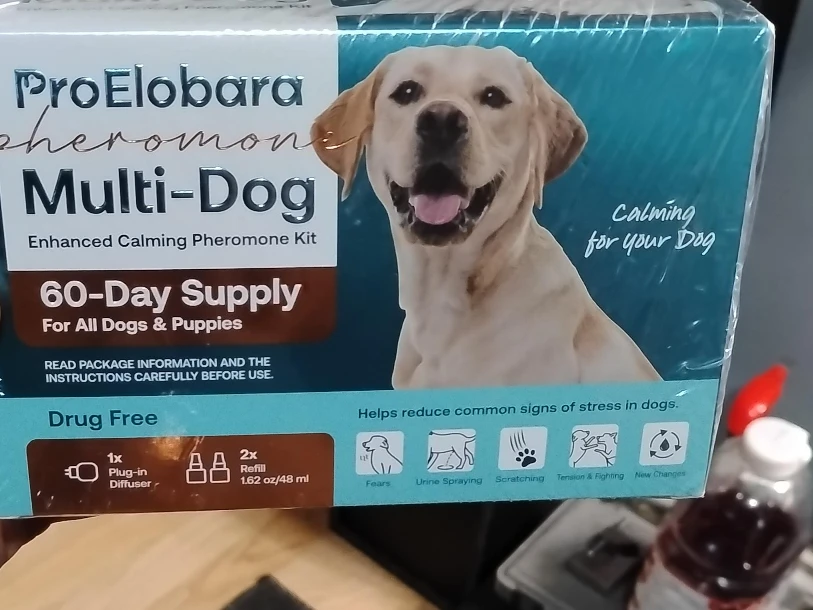 ProElobara
pheromone
Multi-Dog
Enhanced Calming Pheromone Kit
60-Day Supply
For All Dogs & Puppies
READ PACKAGE INFORMATION AND THE
INSTRUCTIONS CAREFULLY BEFORE USE.
Calming
for your Dog
Drug Free
1x
Plug-in
Diffuser
2x
Refill
1.62 oz/48 ml
Helps reduce common signs of stress in dogs.
Fears
Urine Spraying
Scratching
Tension & Fighting
New Changes